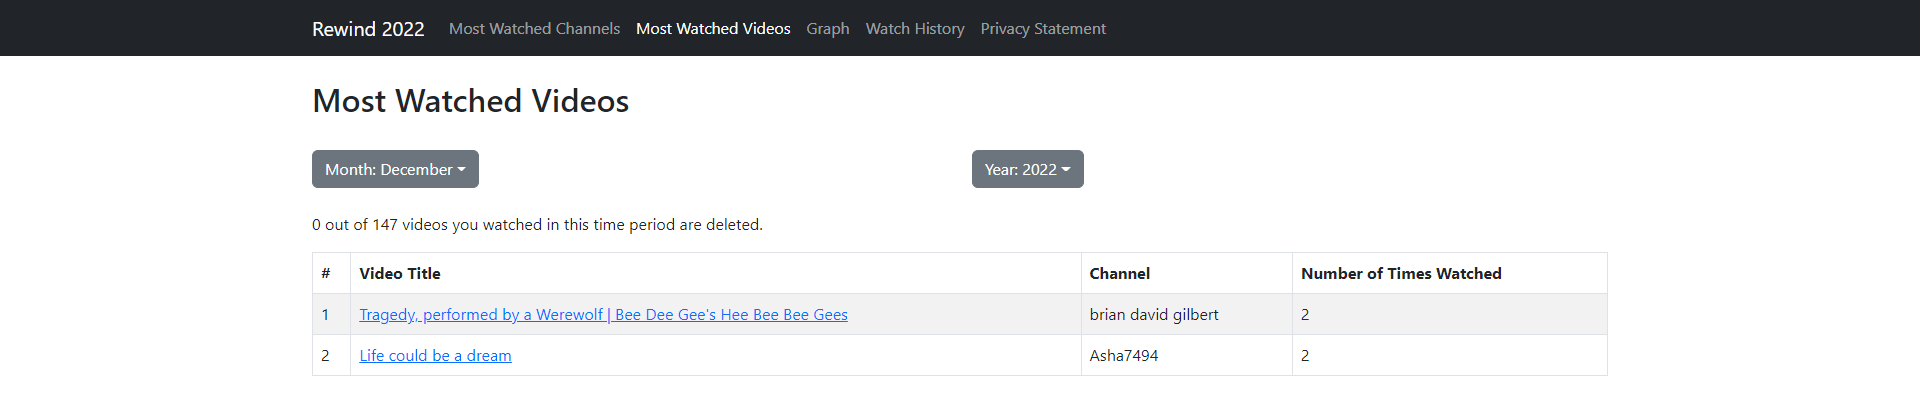 Rewind 2022 Most Watched Channels Most Watched Videos Graph Watch History Privacy Statement
Most Watched Videos
Month: December Year: 2022
0 out of 147 videos you watched in this time period are deleted.
# Video Title Channel Number of Times Watched
1 Tragedy, performed by a Werewolf | Bee Dee Gee's Hee Bee Bee Gees brian david gilbert 2
2 Life could be a dream Asha7494 2